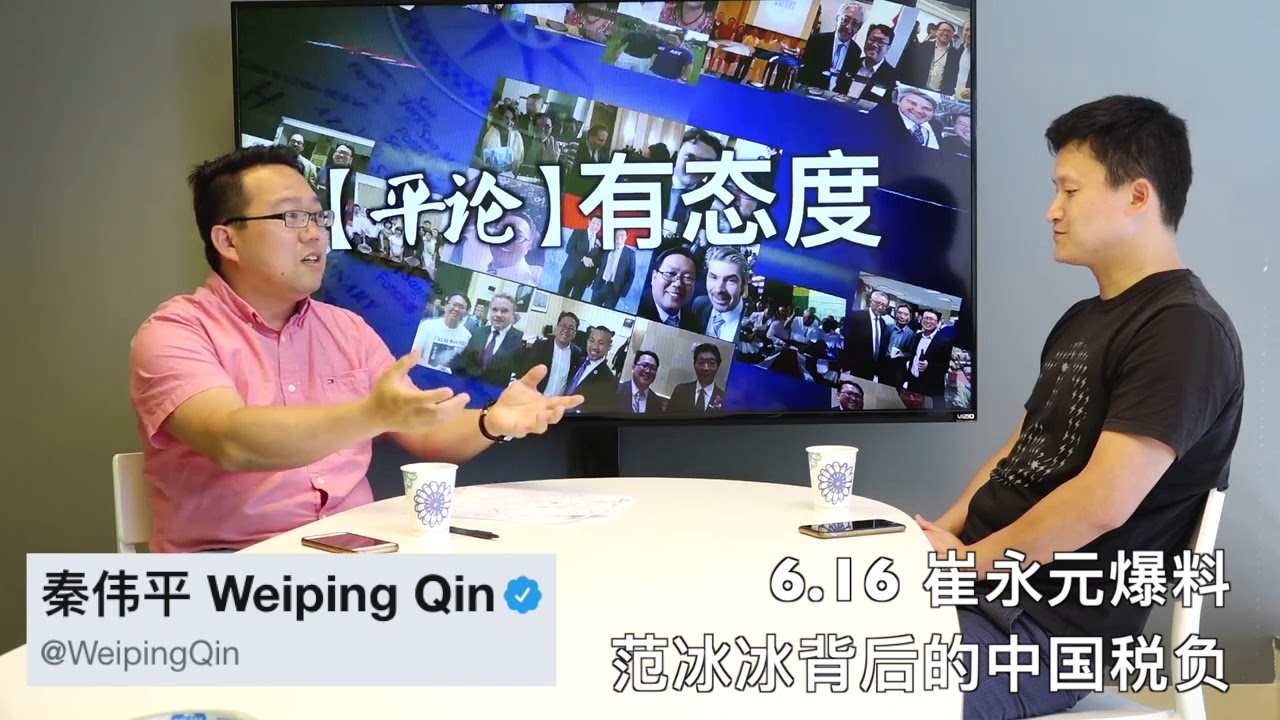 【平论】有态度
VIZIO
秦伟平 Weiping Qin
@WeipingQin
6.16 崔永元爆料
范冰冰背后的中国税负